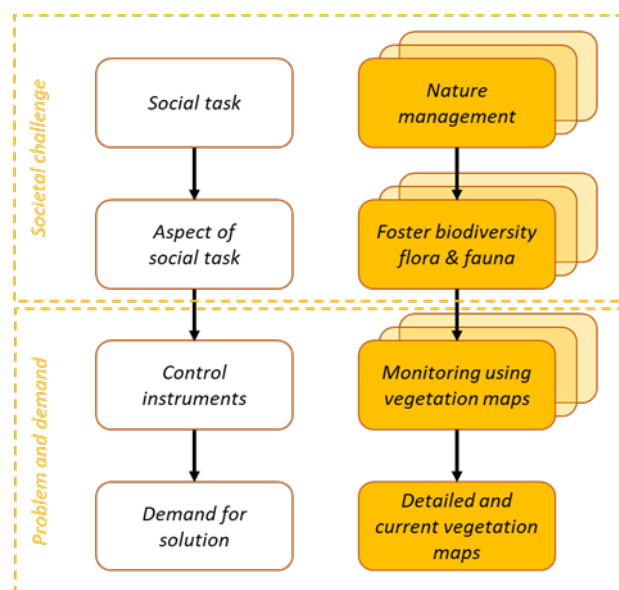 Societal challenge
Social task
Nature
management
Aspect of
social task
Foster biodiversity
flora & fauna
Problem and demand
Control
instruments
Monitoring using
vegetation maps
Demand for
solution
Detailed and
current vegetation
maps